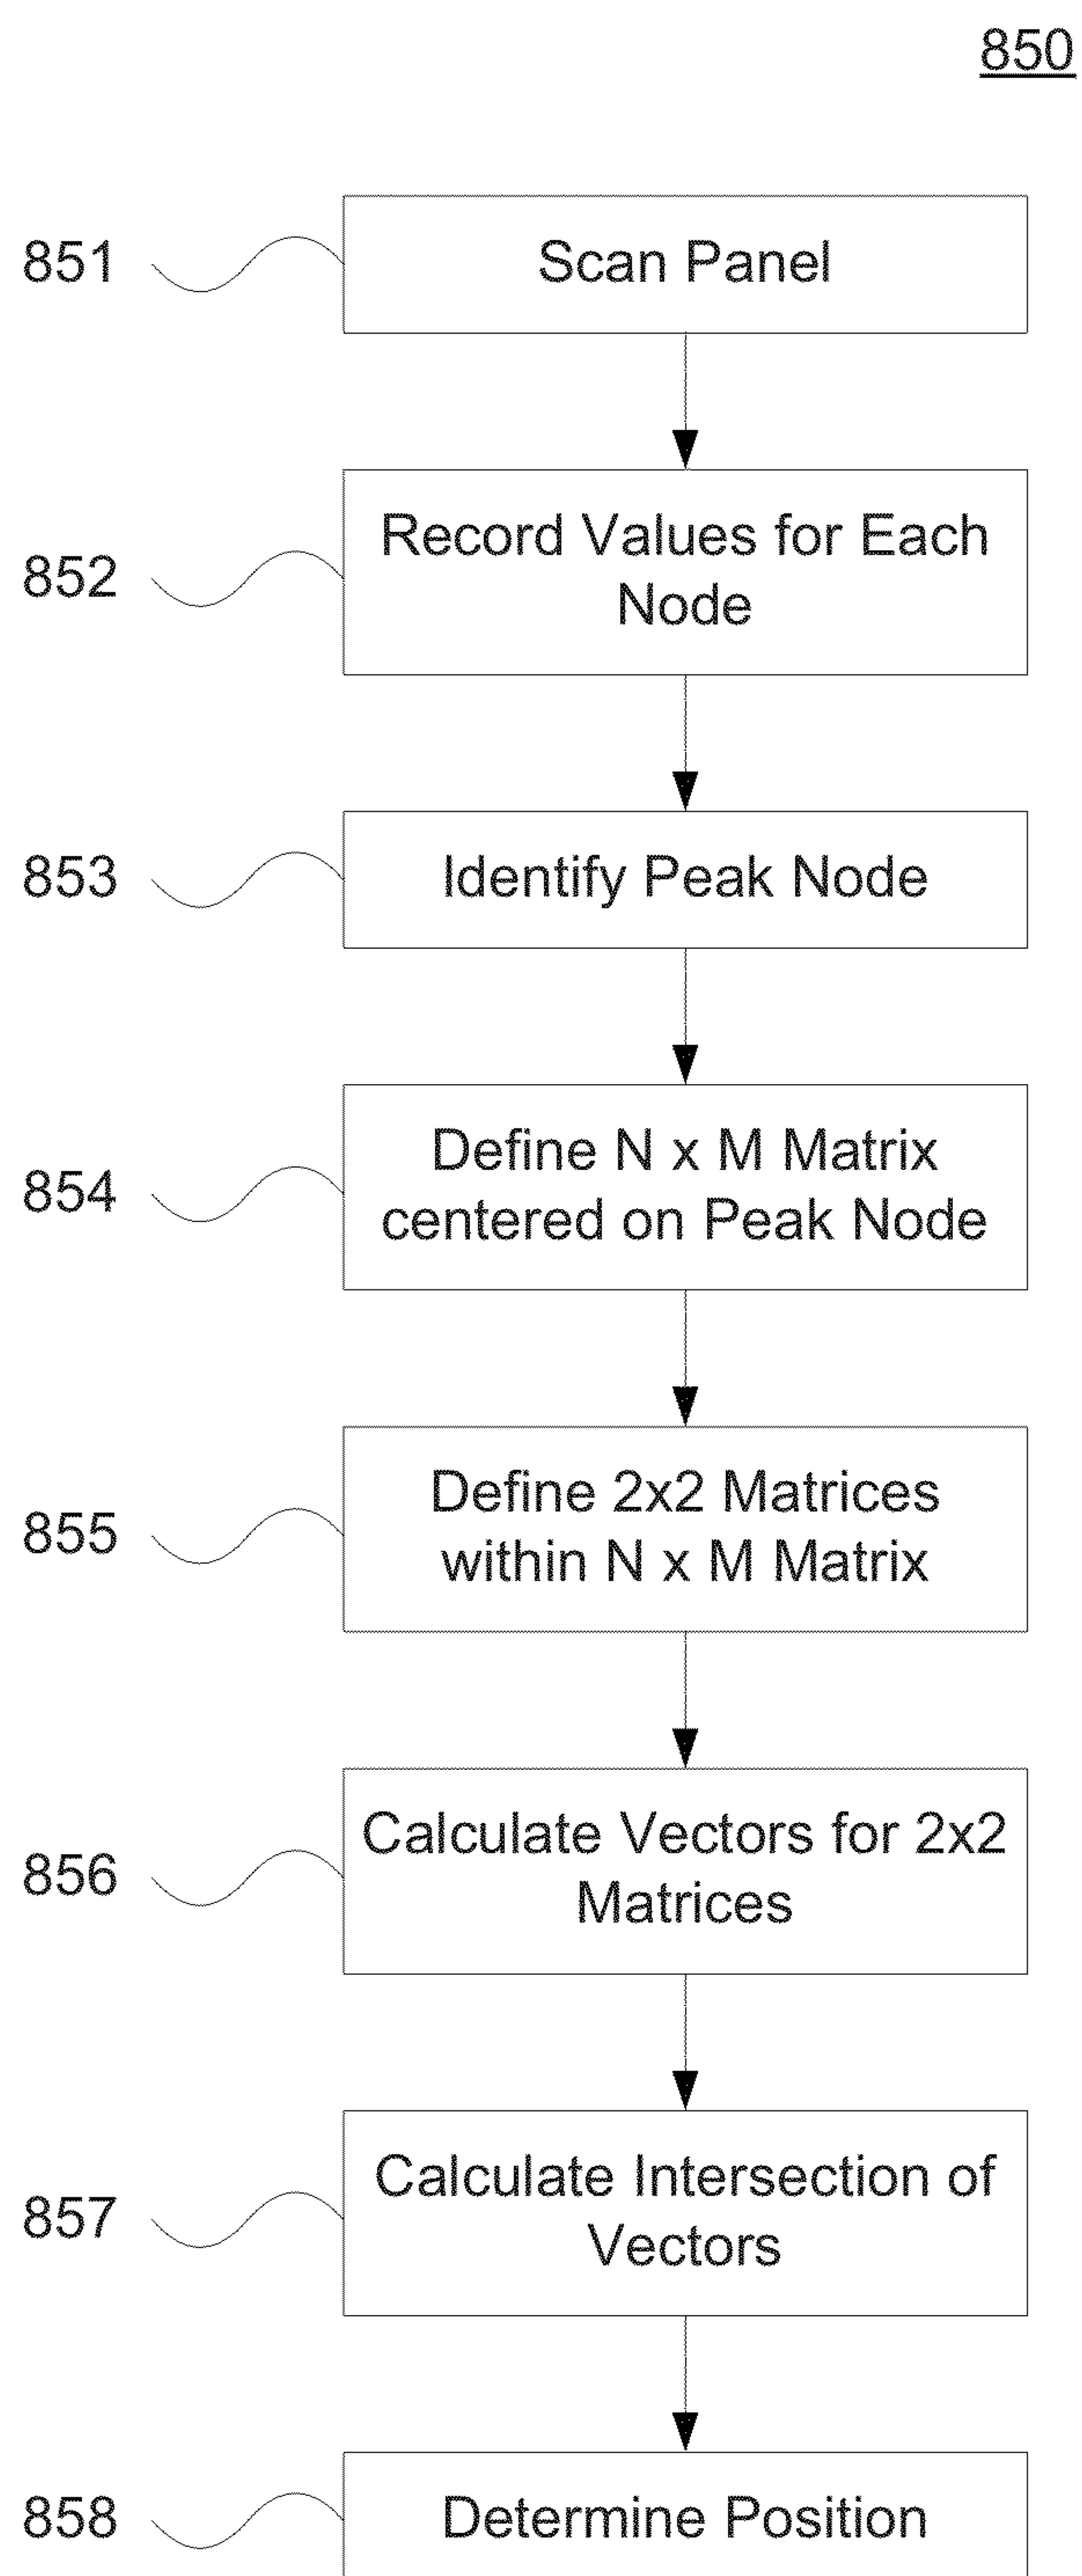 850
851
Scan Panel
852
Record Values for Each
Node
853
Identify Peak Node
854
Define N x M Matrix
centered on Peak Node
855
Define 2x2 Matrices
within N x M Matrix
856
Calculate Vectors for 2x2
Matrices
857
Calculate Intersection of
Vectors
858
Determine Position